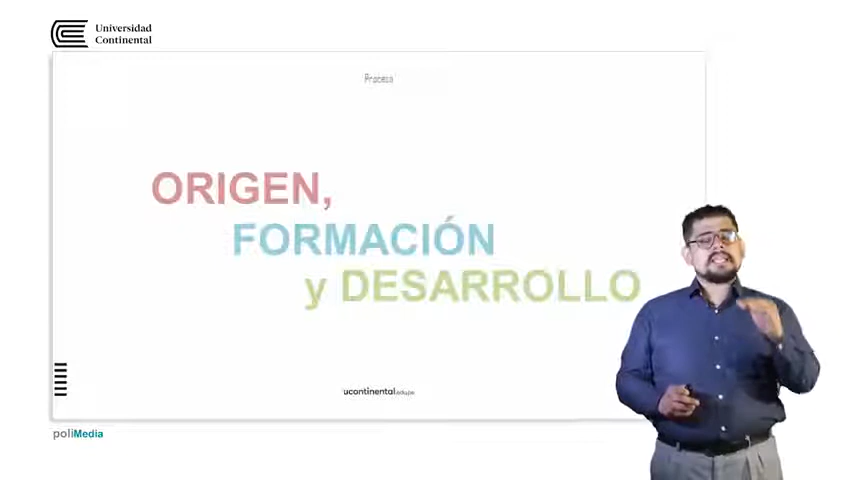 Universidad
Continental
Proceso
ORIGEN,
FORMACIÓN
y DESARROLLO
ucontinental.edu.pe
poliMedia